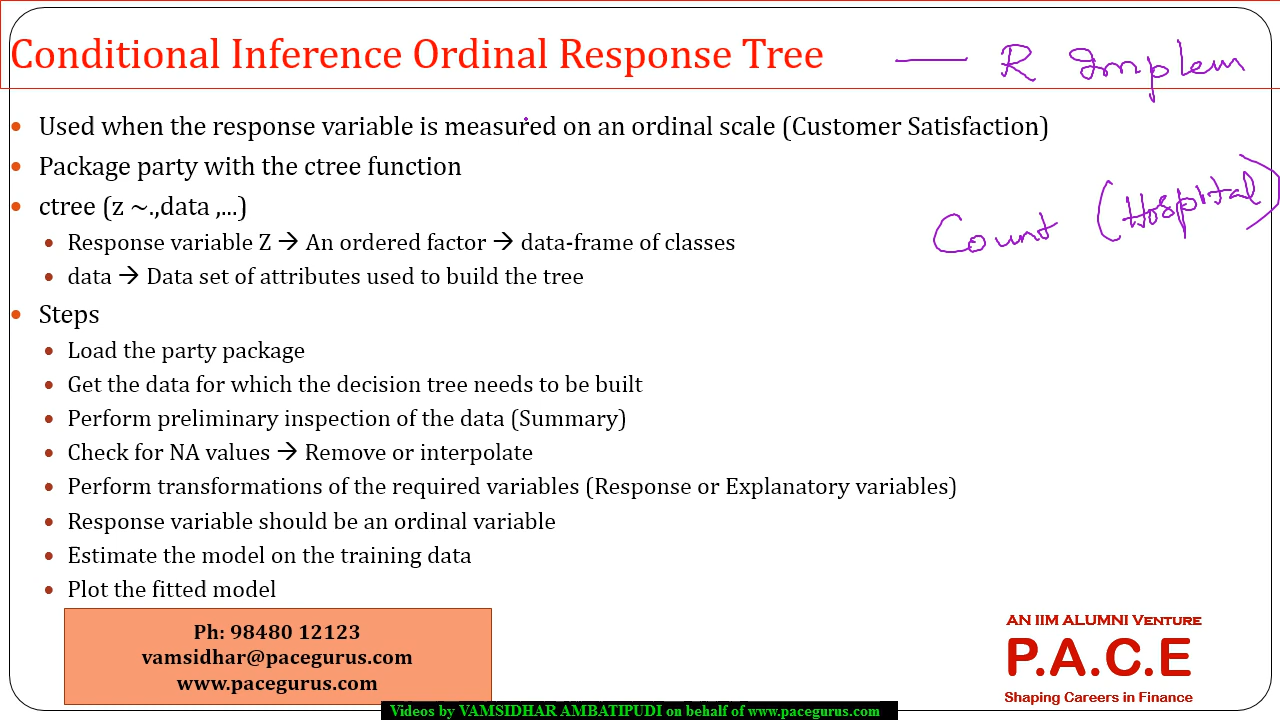 Conditional Inference Ordinal Response Tree — R Implem
• Used when the response variable is measured on an ordinal scale (Customer Satisfaction)
• Package party with the ctree function
• ctree (z ~.,data ,...)
Count (Hospital)
• Response variable Z → An ordered factor → data-frame of classes
• data → Data set of attributes used to build the tree
• Steps
• Load the party package
• Get the data for which the decision tree needs to be built
• Perform preliminary inspection of the data (Summary)
• Check for NA values → Remove or interpolate
• Perform transformations of the required variables (Response or Explanatory variables)
• Response variable should be an ordinal variable
• Estimate the model on the training data
• Plot the fitted model
Ph: 98480 12123
vamsidhar@pacegurus.com
www.pacegurus.com
AN IIM ALUMNI VENTURE
P.A.C.E
Shaping Careers in Finance
Videos by VAMSIDHAR AMBATIPUDI on behalf of www.pacegurus.com